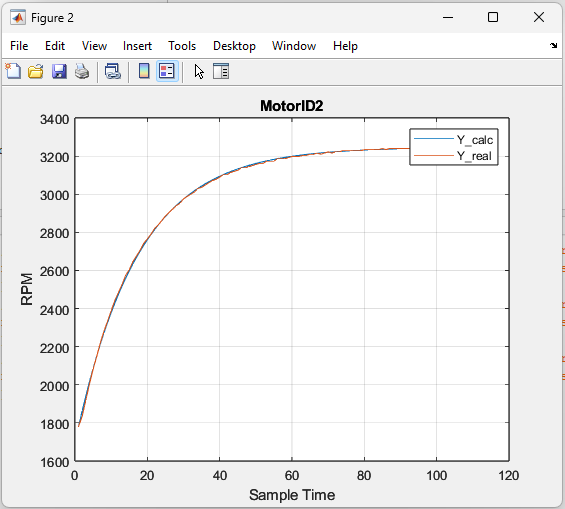 Figure 2
File Edit View Insert Tools Desktop Window Help
MotorID2
3400
3200
3000
2800
2600
2400
2200
2000
1800
1600
RPM
Y_calc
Y_real
0 20 40 60 80 100 120
Sample Time